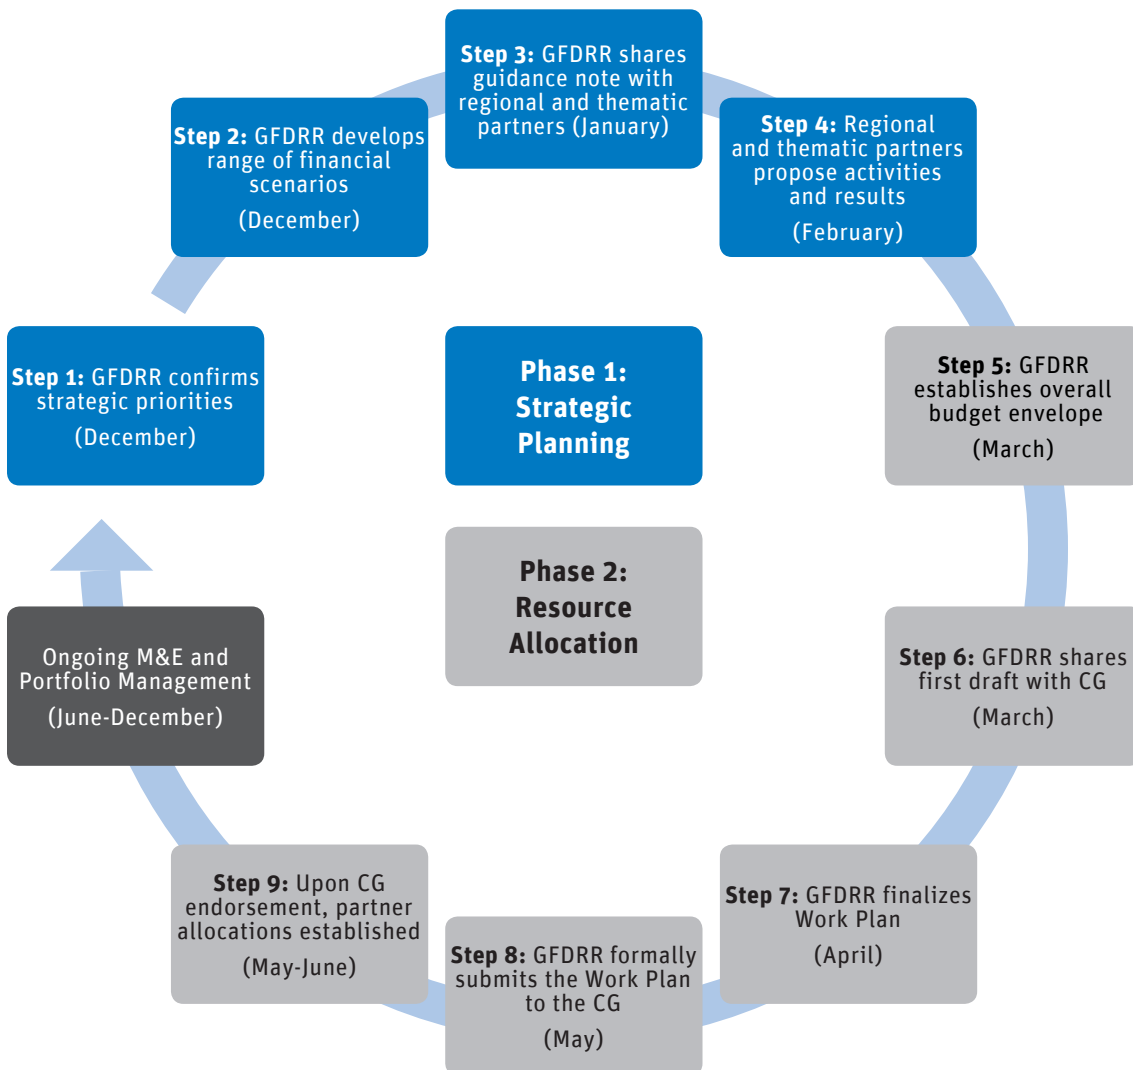 Step 1: GFDRR confirms
strategic priorities
(December)
Step 2: GFDRR develops
range of financial
scenarios
(December)
Step 3: GFDRR shares
guidance note with
regional and thematic
partners (January)
Step 4: Regional
and thematic partners
propose activities
and results
(February)
Step 5: GFDRR
establishes overall
budget envelope
(March)
Step 6: GFDRR shares
first draft with CG
(March)
Step 7: GFDRR finalizes
Work Plan
(April)
Step 8: GFDRR formally
submits the Work Plan
to the CG
(May)
Step 9: Upon CG
endorsement, partner
allocations established
(May-June)
Ongoing M&E and
Portfolio Management
(June-December)
Phase 1:
Strategic
Planning
Phase 2:
Resource
Allocation